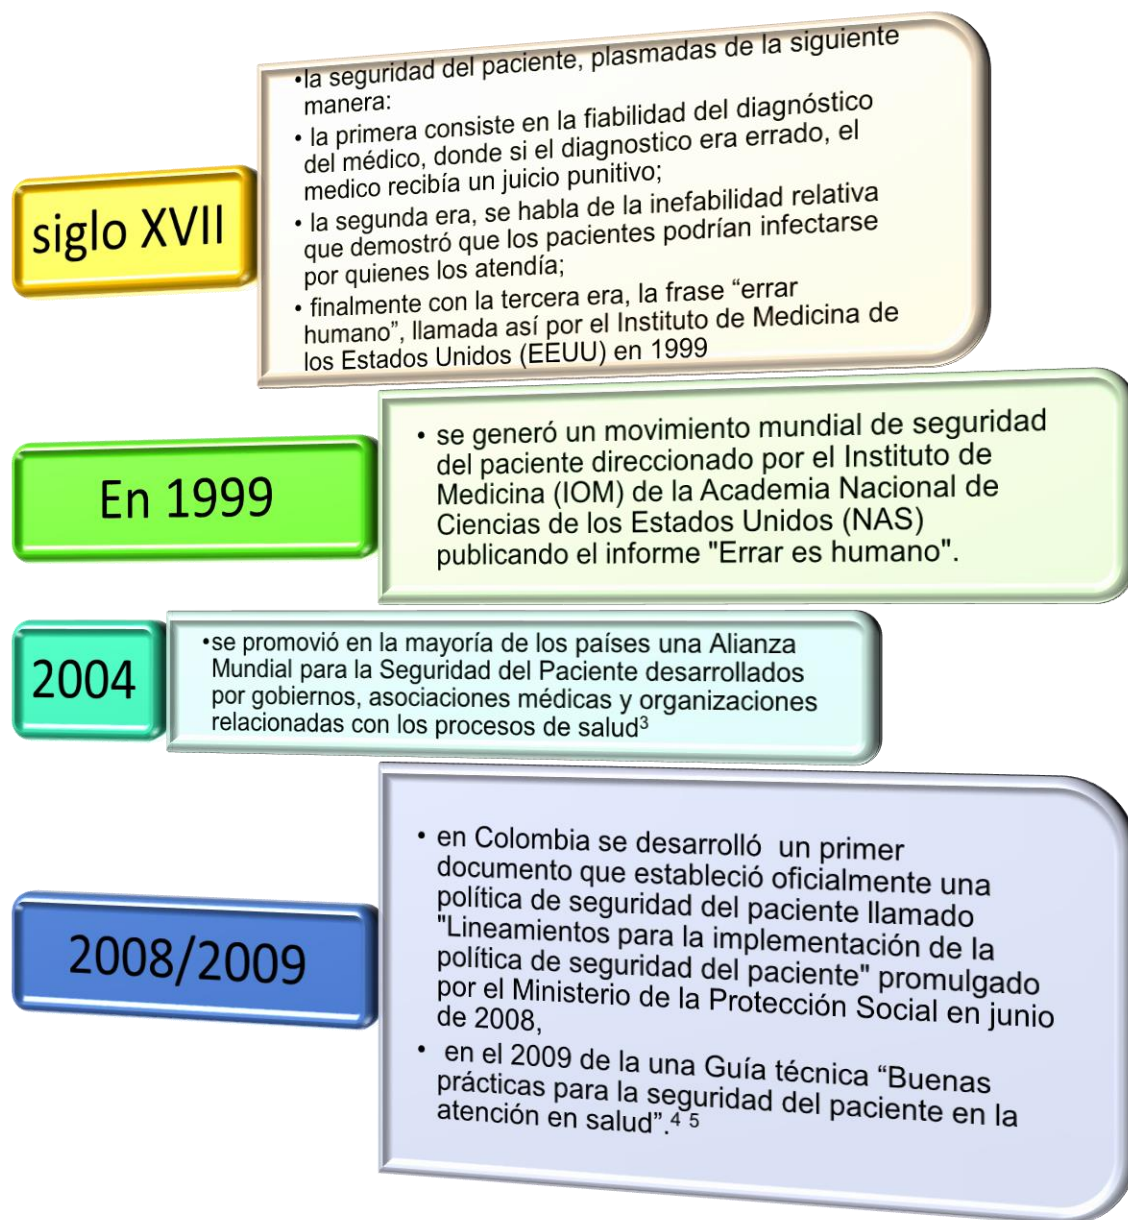 siglo XVII
•la seguridad del paciente, plasmadas de la siguiente
manera:
• la primera consiste en la fiabilidad del diagnóstico
del médico, donde si el diagnostico era errado, el
medico recibía un juicio punitivo;
• la segunda era, se habla de la inefabilidad relativa
que demostró que los pacientes podrían infectarse
por quienes los atendía;
• finalmente con la tercera era, la frase “errar
humano”, llamada así por el Instituto de Medicina de
los Estados Unidos (EEUU) en 1999
En 1999
• se generó un movimiento mundial de seguridad
del paciente direccionado por el Instituto de
Medicina (IOM) de la Academia Nacional de
Ciencias de los Estados Unidos (NAS)
publicando el informe "Errar es humano".
2004
•se promovió en la mayoría de los países una Alianza
Mundial para la Seguridad del Paciente desarrollados
por gobiernos, asociaciones médicas y organizaciones
relacionadas con los procesos de salud³
2008/2009
• en Colombia se desarrolló un primer
documento que estableció oficialmente una
política de seguridad del paciente llamado
"Lineamientos para la implementación de la
política de seguridad del paciente" promulgado
por el Ministerio de la Protección Social en junio
de 2008,
• en el 2009 de la una Guía técnica “Buenas
prácticas para la seguridad del paciente en la
atención en salud”.⁴ ⁵